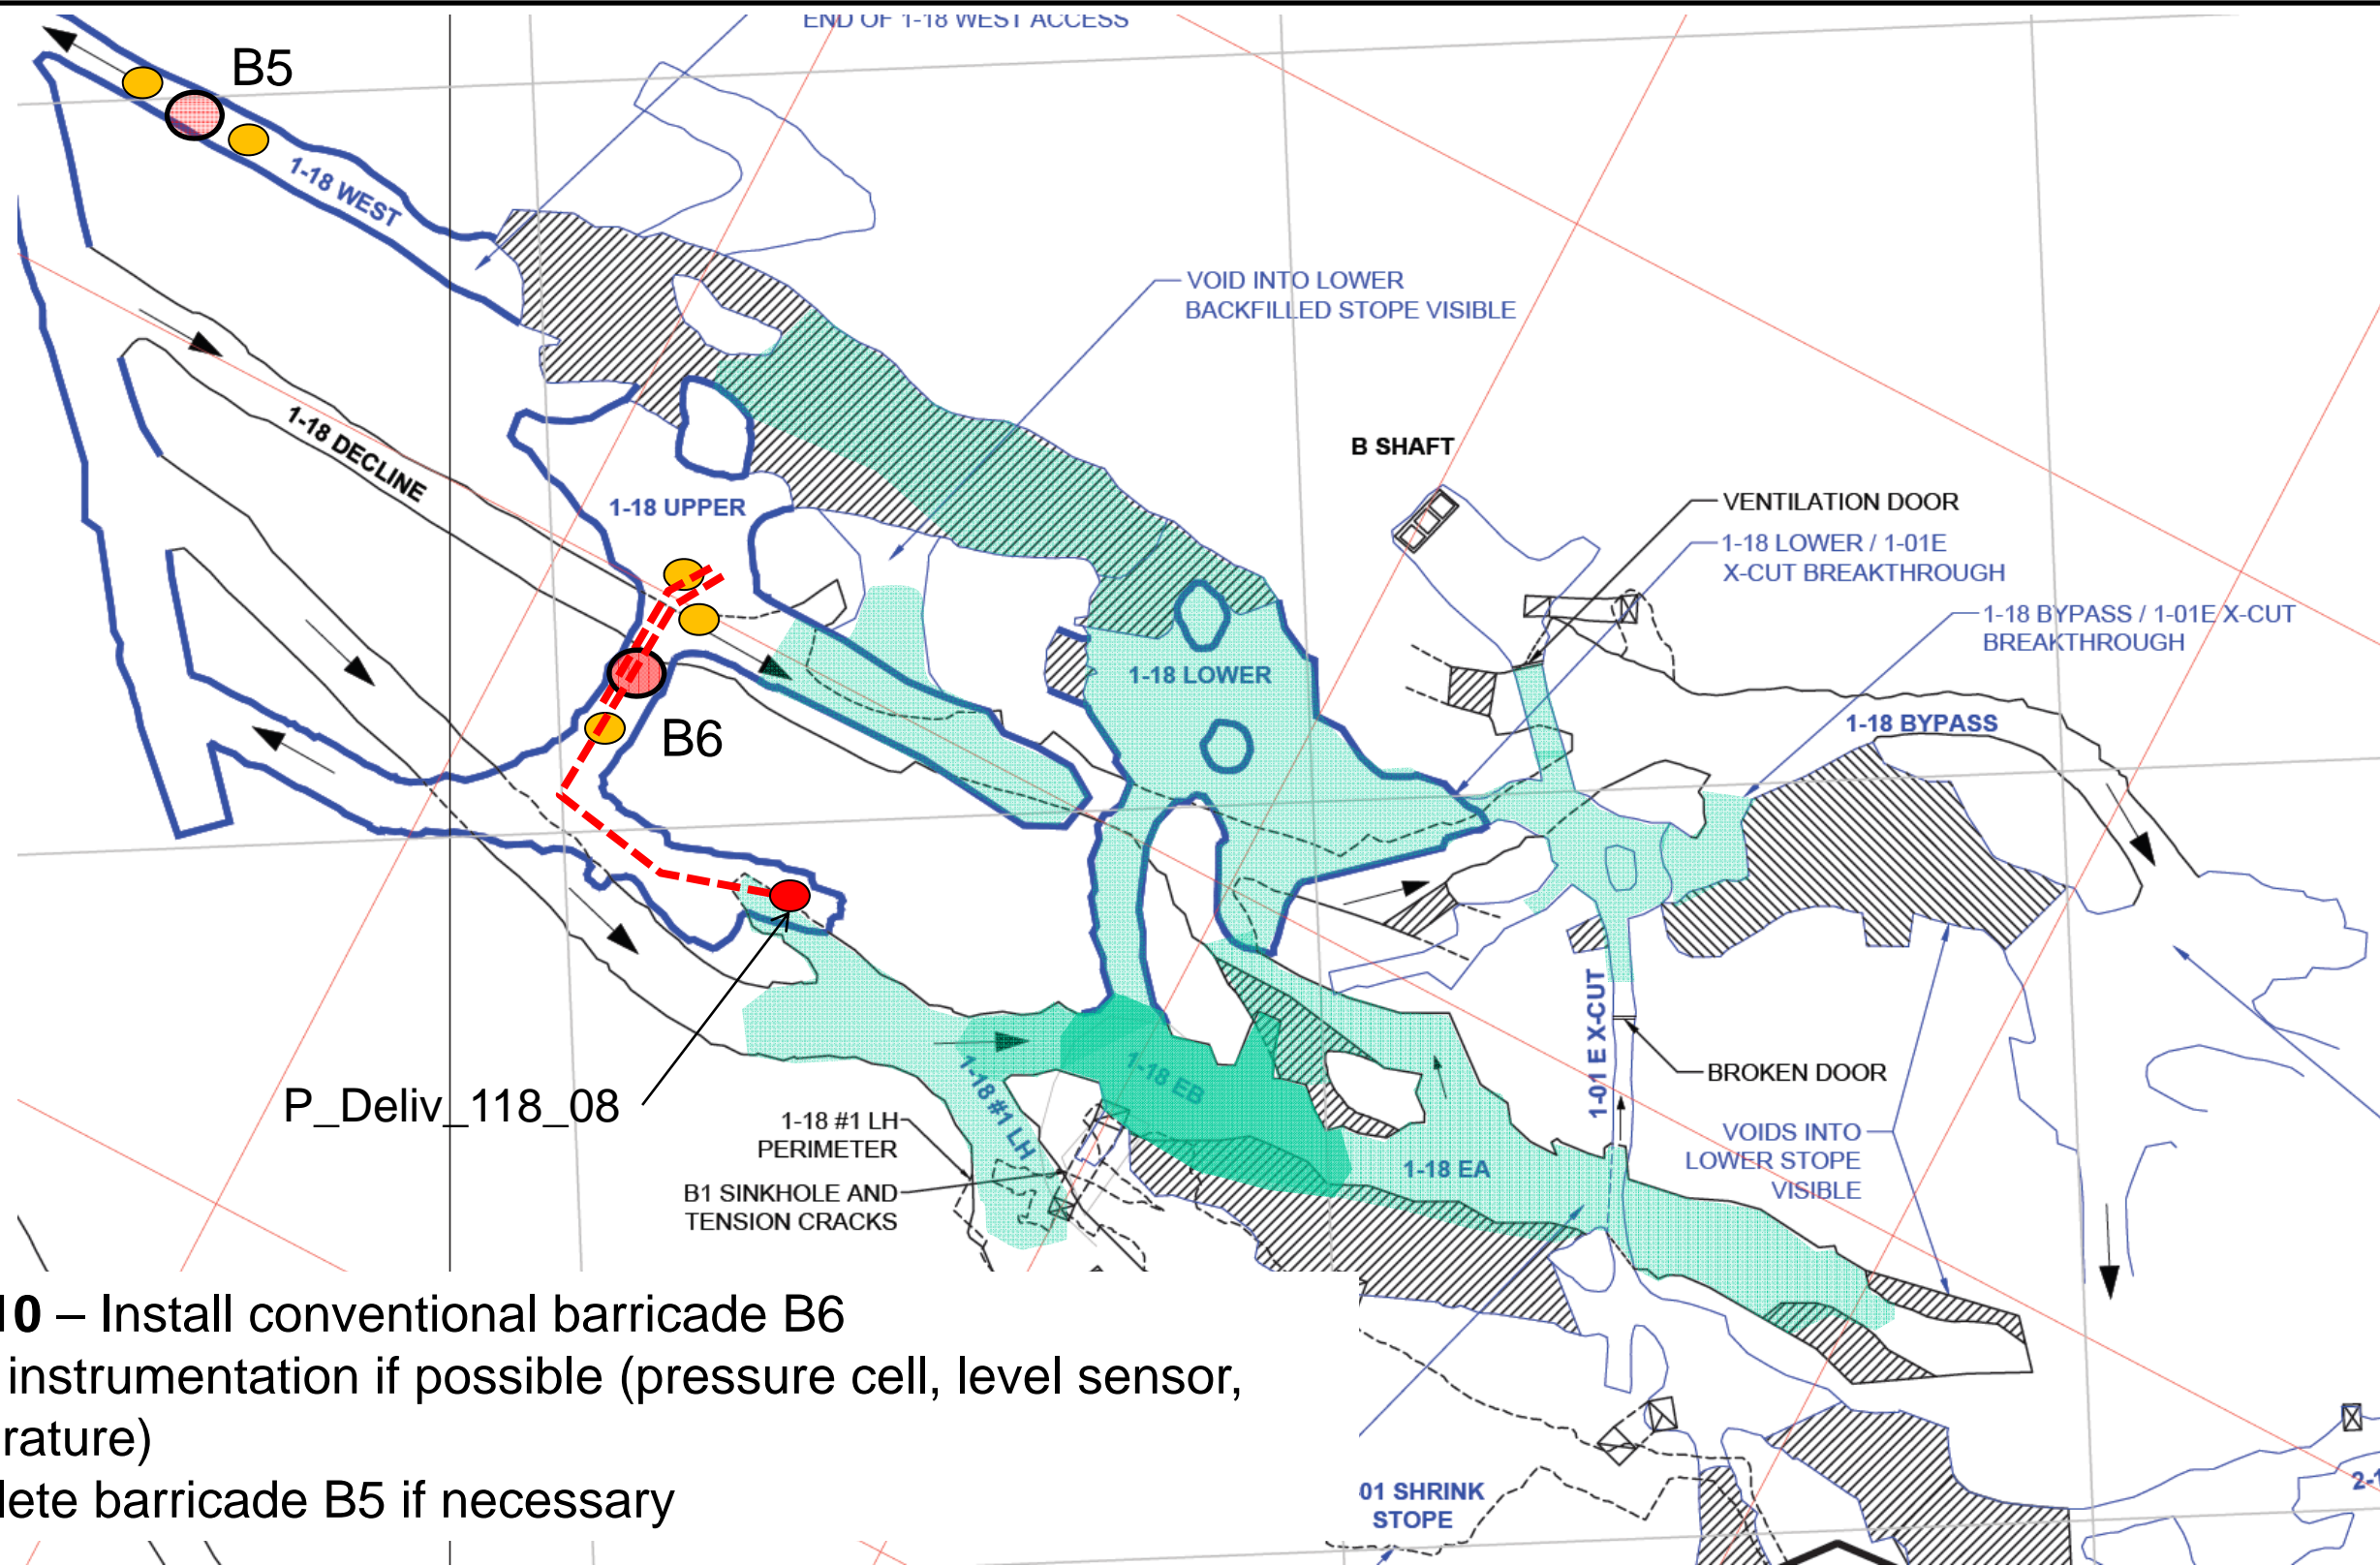 END OF 1-18 WEST ACCESS
B5
1-18 WEST
VOID INTO LOWER
BACKFILLED STOPE VISIBLE
1-18 DECLINE
B SHAFT
1-18 UPPER
VENTILATION DOOR
1-18 LOWER / 1-01E
X-CUT BREAKTHROUGH
1-18 BYPASS / 1-01E X-CUT
BREAKTHROUGH
1-18 LOWER
1-18 BYPASS
B6
1-01 E X-CUT
BROKEN DOOR
1-18 EB
P_Deliv_118_08
1-18 #1 LH
1-18 #1 LH
PERIMETER
VOIDS INTO
LOWER STOPE
VISIBLE
1-18 EA
B1 SINKHOLE AND
TENSION CRACKS
10 – Install conventional barricade B6
instrumentation if possible (pressure cell, level sensor,
rature)
lete barricade B5 if necessary
01 SHRINK
STOPE
2-1